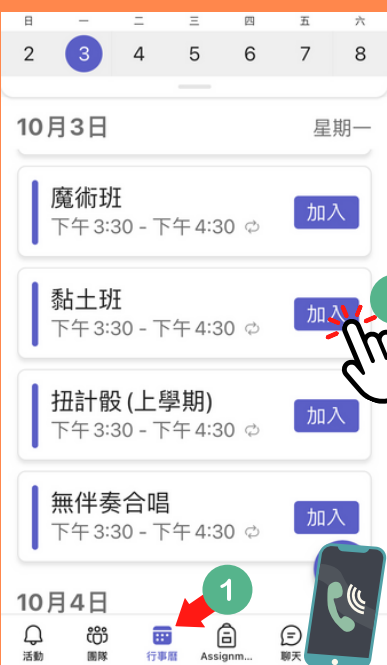 日 一 二 三 四 五 六
2 3 4 5 6 7 8
10月3日 星期一
魔術班
下午 3:30 - 下午 4:30
加入
黏土班
下午 3:30 - 下午 4:30
加入
扭計骰 (上學期)
下午 3:30 - 下午 4:30
加入
無伴奏合唱
下午 3:30 - 下午 4:30
加入
10月4日
1
活動 團隊 行事曆 Assignm... 聊天